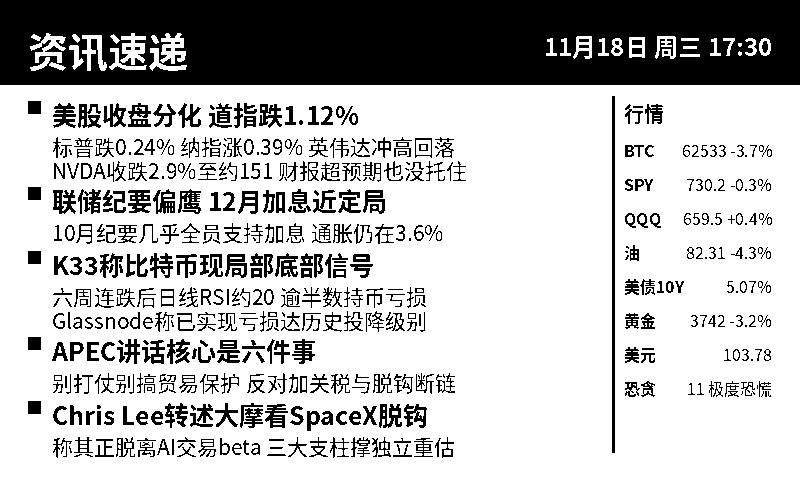 资讯速递
11月18日 周三 17:30
美股收盘分化 道指跌1.12%
标普跌0.24% 纳指涨0.39% 英伟达冲高回落
NVDA收跌2.9%至约151 财报超预期也没托住
联储纪要偏鹰 12月加息近定局
10月纪要几乎全员支持加息 通胀仍在3.6%
K33称比特币现局部底部信号
六周连跌后日线RSI约20 逾半数持币亏损
Glassnode称已实现亏损达历史投降级别
APEC讲话核心是六件事
别打仗别搞贸易保护 反对加关税与脱钩断链
Chris Lee转述大摩看SpaceX脱钩
称其正脱离AI交易beta 三大支柱撑独立重估
行情
BTC 62533 -3.7%
SPY 730.2 -0.3%
QQQ 659.5 +0.4%
油 82.31 -4.3%
美债10Y 5.07%
黄金 3742 -3.2%
美元 103.78
恐贪 11 极度恐慌